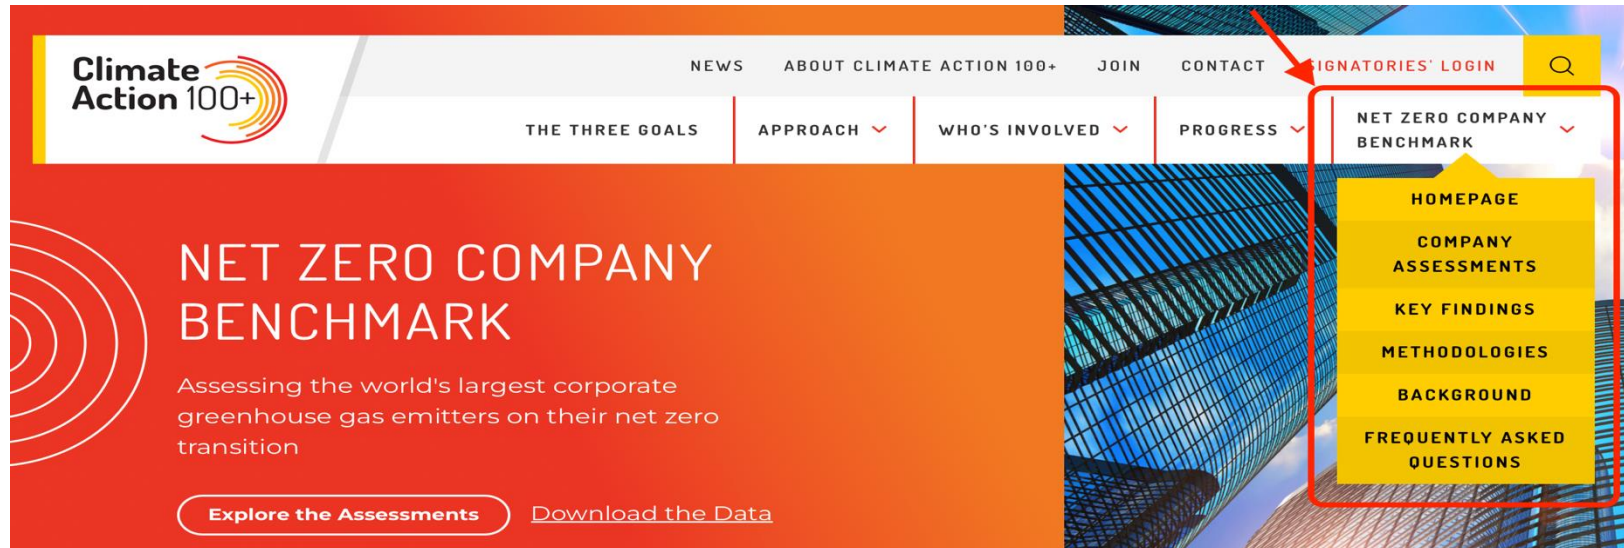 Climate
Action 100+
NEWS ABOUT CLIMATE ACTION 100+ JOIN CONTACT SIGNATORIES' LOGIN
THE THREE GOALS APPROACH WHO'S INVOLVED PROGRESS NET ZERO COMPANY
BENCHMARK
HOMEPAGE
COMPANY
ASSESSMENTS
KEY FINDINGS
METHODOLOGIES
BACKGROUND
FREQUENTLY ASKED
QUESTIONS
NET ZERO COMPANY
BENCHMARK
Assessing the world's largest corporate
greenhouse gas emitters on their net zero
transition
Explore the Assessments Download the Data